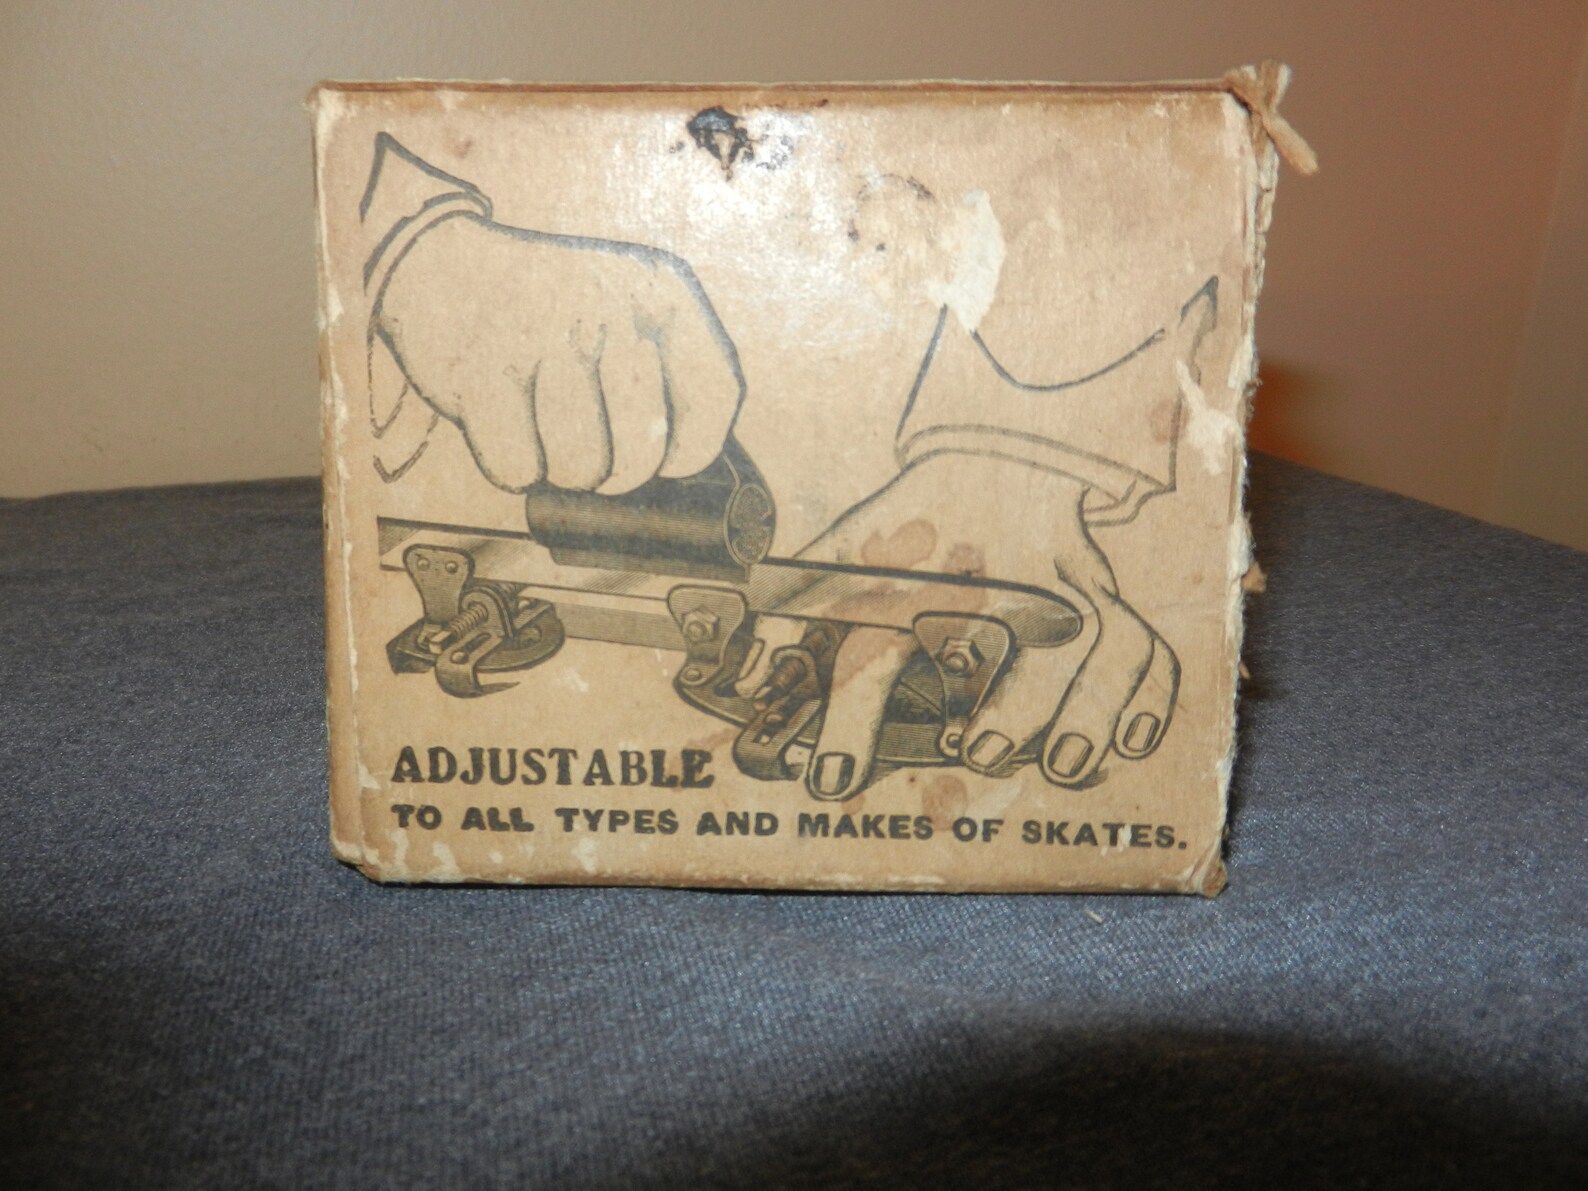 ADJUSTABLE
TO ALL TYPES AND MAKES OF SKATES.